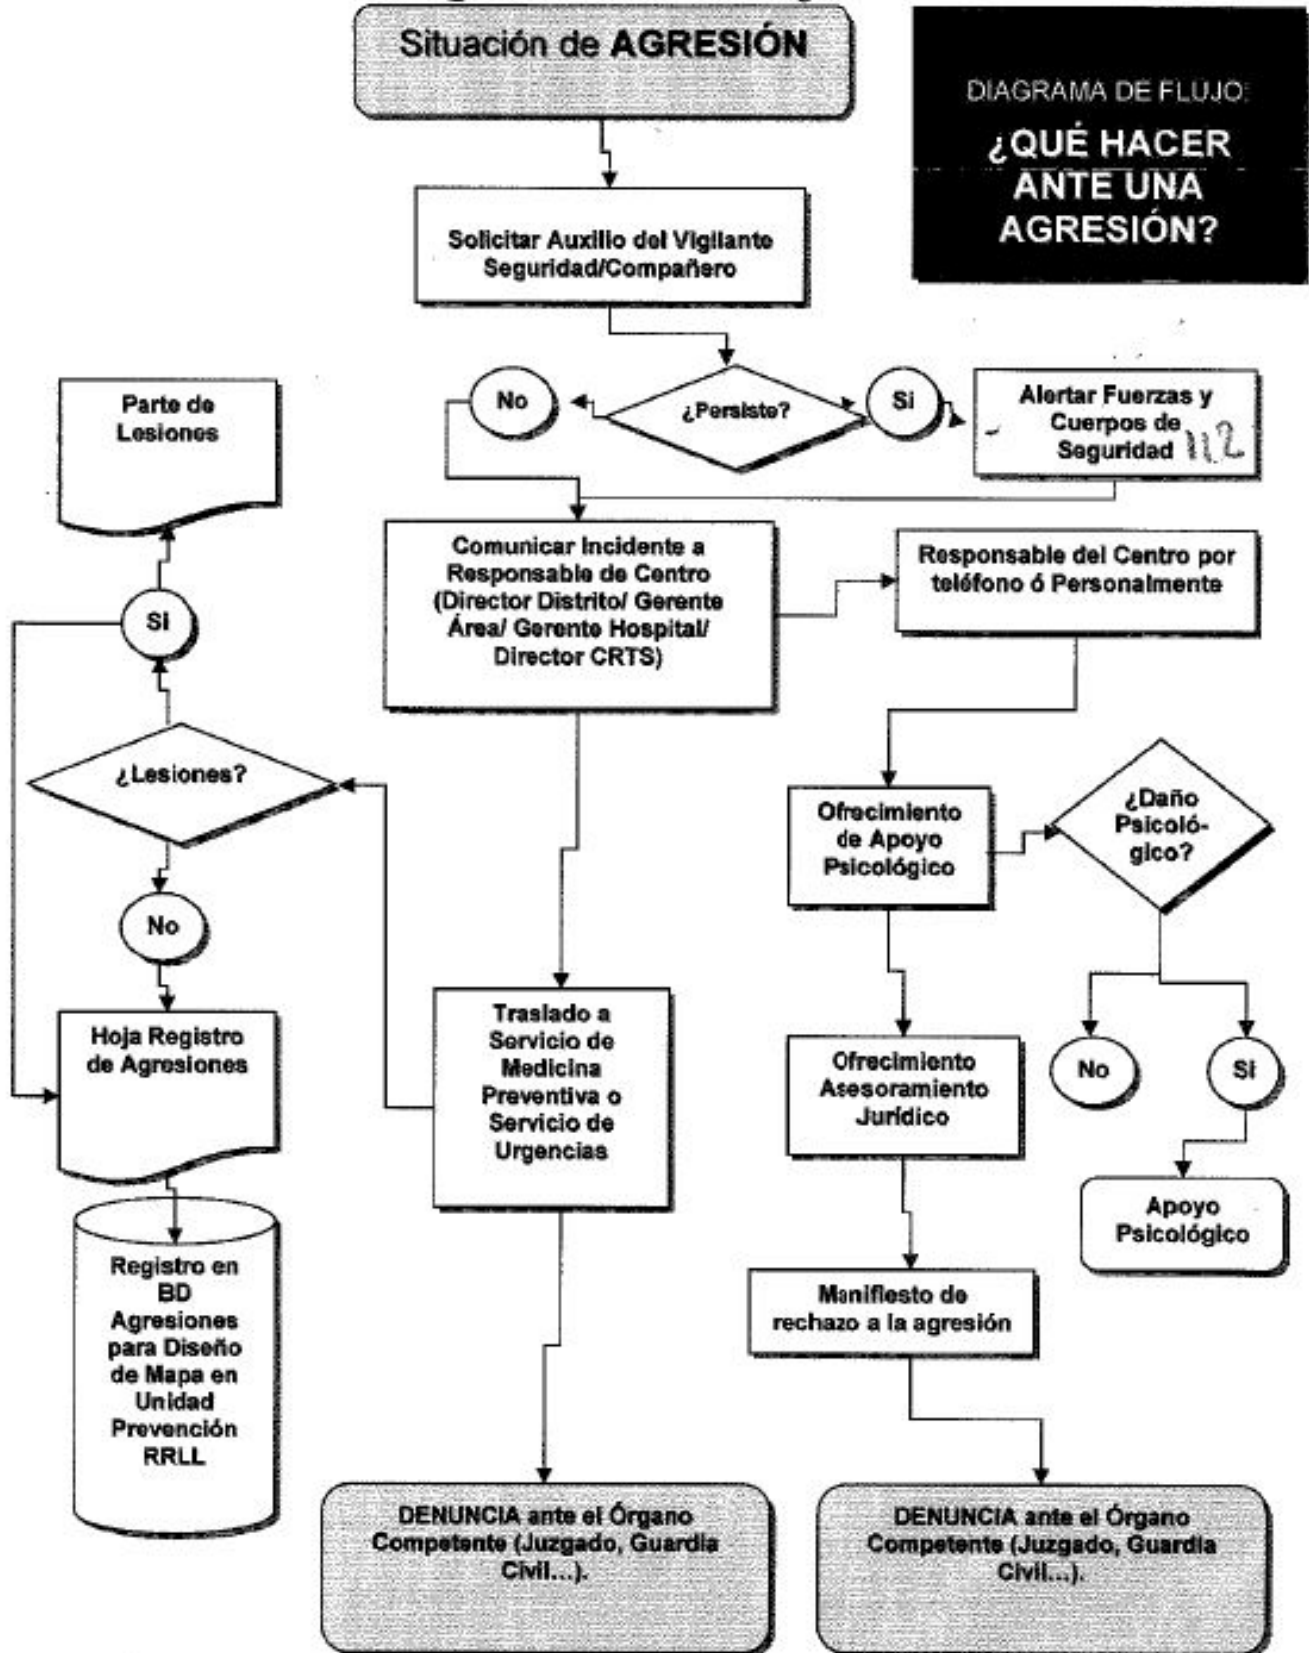 Situación de AGRESIÓN
DIAGRAMA DE FLUJO:
¿QUÉ HACER
ANTE UNA
AGRESIÓN?
Solicitar Auxilio del Vigilante
Seguridad/Compañero
¿Persiste?
No
Si
Alertar Fuerzas y
Cuerpos de
Seguridad 112
Parte de
Lesiones
Comunicar Incidente a
Responsable de Centro
(Director Distrito/ Gerente
Área/ Gerente Hospital/
Director CRTS)
Responsable del Centro por
teléfono ó Personalmente
Si
¿Lesiones?
No
Ofrecimiento
de Apoyo
Psicológico
¿Daño
Psicoló-
gico?
No
Si
Apoyo
Psicológico
Hoja Registro
de Agresiones
Traslado a
Servicio de
Medicina
Preventiva o
Servicio de
Urgencias
Ofrecimiento
Asesoramiento
Jurídico
Registro en
BD
Agresiones
para Diseño
de Mapa en
Unidad
Prevención
RRLL
Manifiesto de
rechazo a la agresión
DENUNCIA ante el Órgano
Competente (Juzgado, Guardia
Civil...).
DENUNCIA ante el Órgano
Competente (Juzgado, Guardia
Civil...).